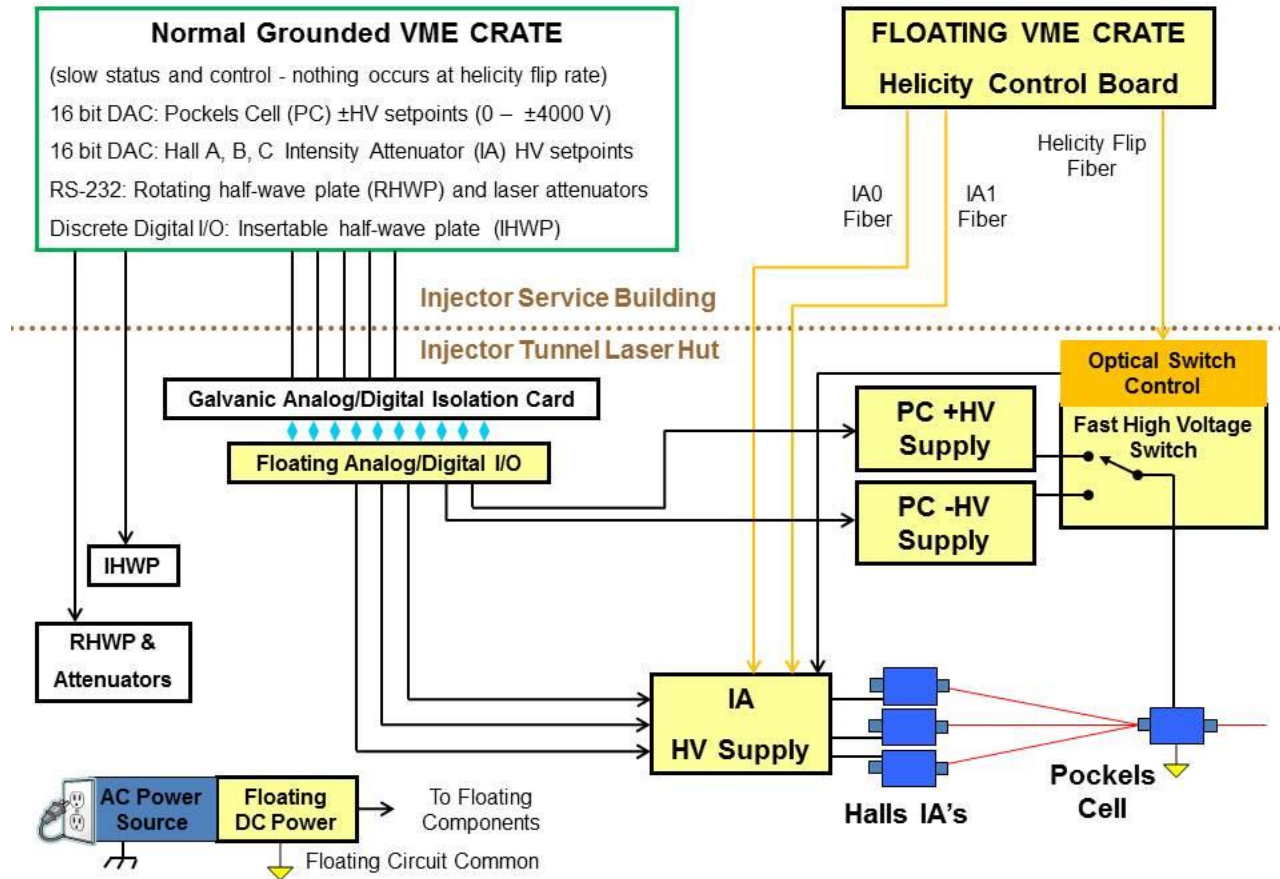 Normal Grounded VME CRATE
(slow status and control - nothing occurs at helicity flip rate)
16 bit DAC: Pockels Cell (PC) ±HV setpoints (0 – ±4000 V)
16 bit DAC: Hall A, B, C Intensity Attenuator (IA) HV setpoints
RS-232: Rotating half-wave plate (RHWP) and laser attenuators
Discrete Digital I/O: Insertable half-wave plate (IHWP)
FLOATING VME CRATE
Helicity Control Board
IA0
Fiber
IA1
Fiber
Helicity Flip
Fiber
Injector Service Building
Injector Tunnel Laser Hut
Galvanic Analog/Digital Isolation Card
Floating Analog/Digital I/O
PC +HV
Supply
PC -HV
Supply
Optical Switch
Control
Fast High Voltage
Switch
IHWP
RHWP &
Attenuators
IA
HV Supply
Halls IA's
Pockels
Cell
AC Power
Source
Floating
DC Power
To Floating
Components
Floating Circuit Common